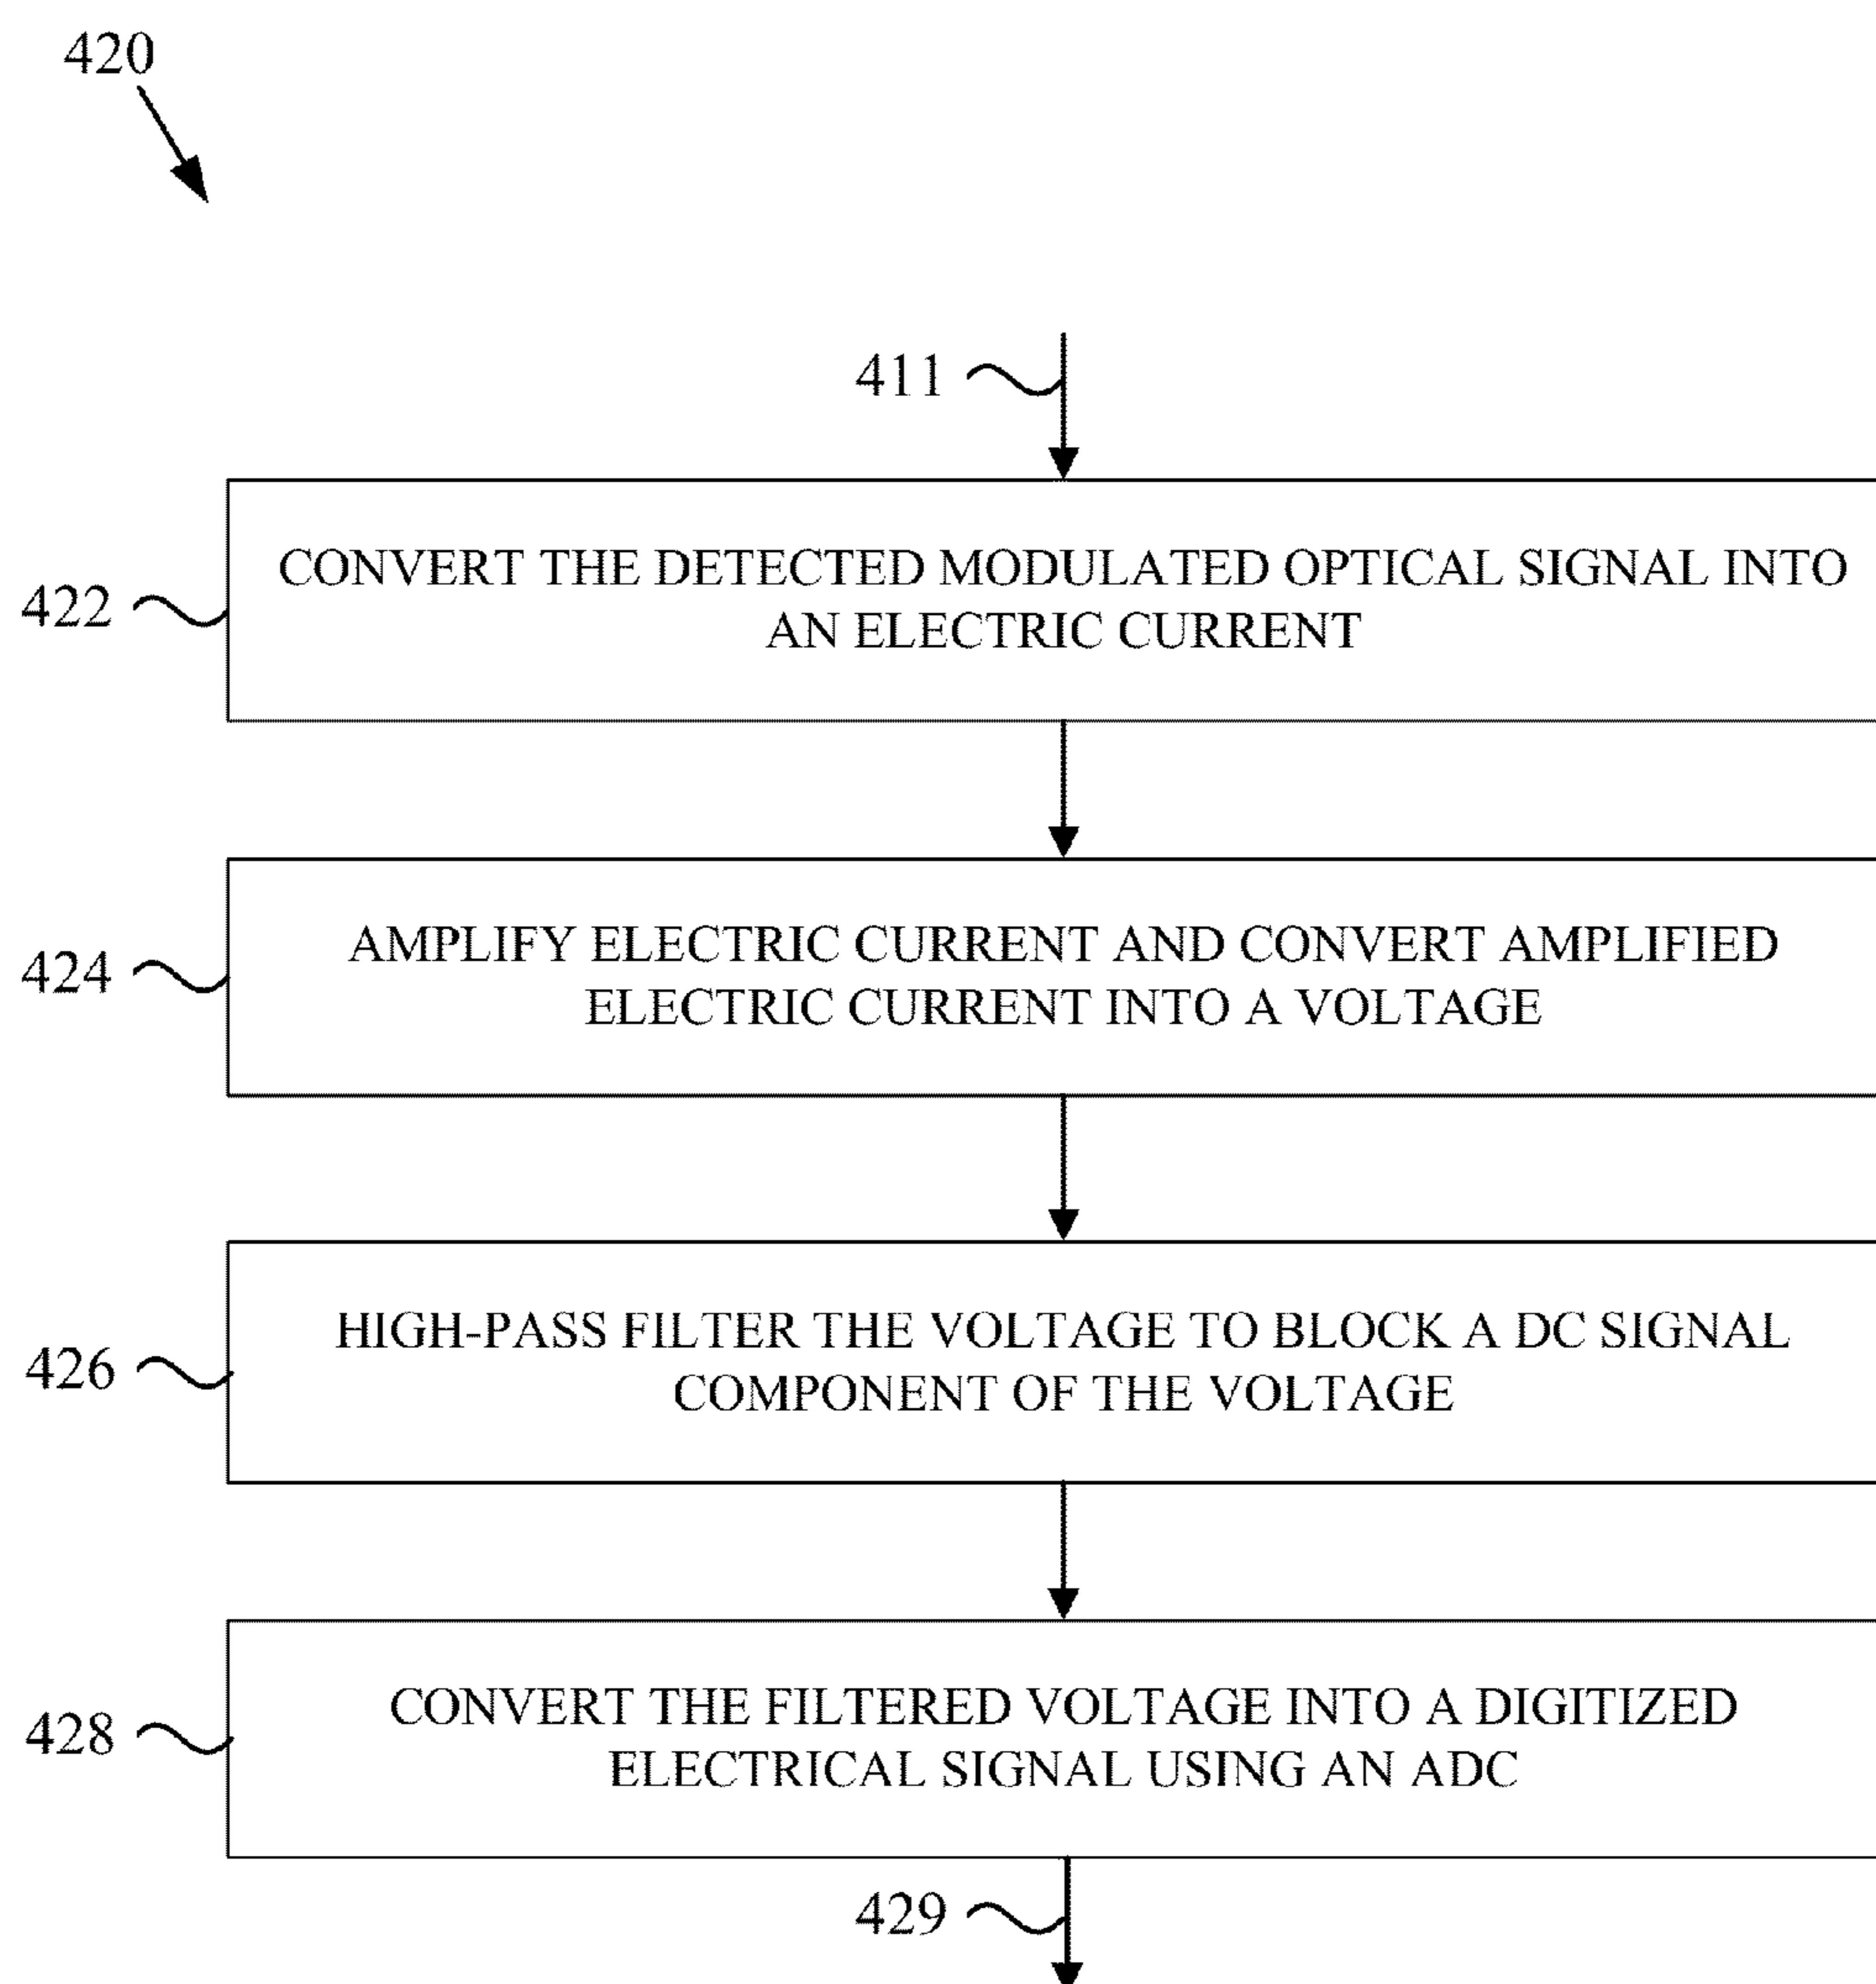 420
411
422
CONVERT THE DETECTED MODULATED OPTICAL SIGNAL INTO
AN ELECTRIC CURRENT
424
AMPLIFY ELECTRIC CURRENT AND CONVERT AMPLIFIED
ELECTRIC CURRENT INTO A VOLTAGE
426
HIGH-PASS FILTER THE VOLTAGE TO BLOCK A DC SIGNAL
COMPONENT OF THE VOLTAGE
428
CONVERT THE FILTERED VOLTAGE INTO A DIGITIZED
ELECTRICAL SIGNAL USING AN ADC
429